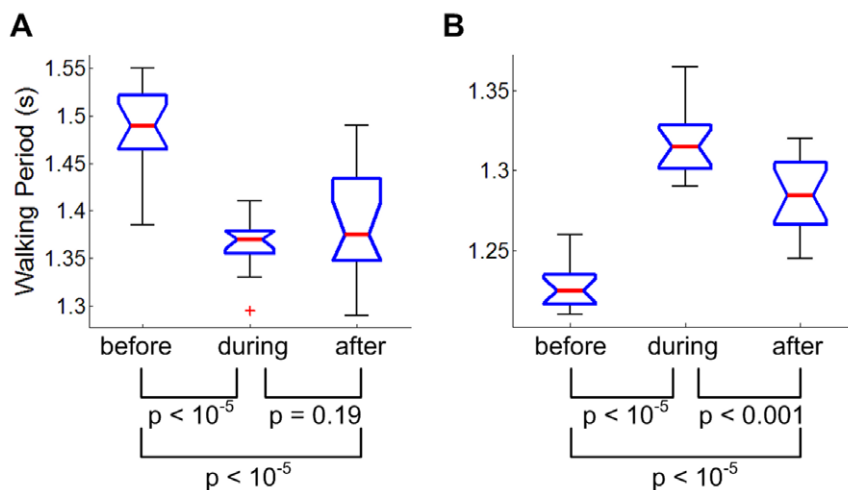 A
Walking Period (s)
1.55
1.5
1.45
1.4
1.35
1.3
before during after
p < 10⁻⁵ p = 0.19
p < 10⁻⁵
B
1.35
1.3
1.25
before during after
p < 10⁻⁵ p < 0.001
p < 10⁻⁵